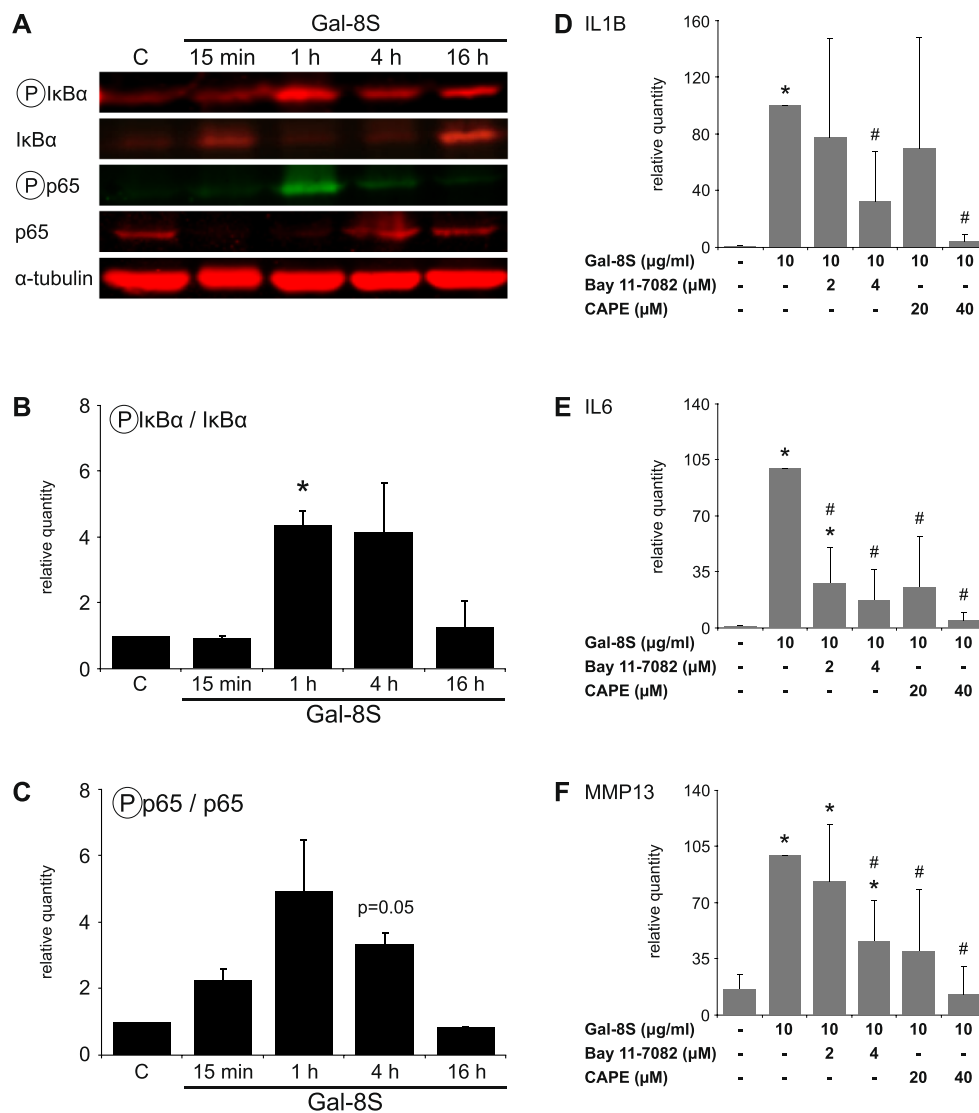 A
Gal-8S
C 15 min 1 h 4 h 16 h
P IκBα
IκBα
P p65
p65
α-tubulin
B
P IκBα / IκBα
relative quantity
8
6
4
2
0
*
C 15 min 1 h 4 h 16 h
Gal-8S
C
P p65 / p65
relative quantity
8
6
4
2
0
p=0.05
C 15 min 1 h 4 h 16 h
Gal-8S
D IL1B
relative quantity
160
120
80
40
0
* # #
Gal-8S (µg/ml) - 10 10 10 10 10
Bay 11-7082 (µM) - - 2 4 - -
CAPE (µM) - - - - 20 40
E IL6
relative quantity
140
105
70
35
0
* # * # # #
Gal-8S (µg/ml) - 10 10 10 10 10
Bay 11-7082 (µM) - - 2 4 - -
CAPE (µM) - - - - 20 40
F MMP13
relative quantity
140
105
70
35
0
* * # * # #
Gal-8S (µg/ml) - 10 10 10 10 10
Bay 11-7082 (µM) - - 2 4 - -
CAPE (µM) - - - - 20 40